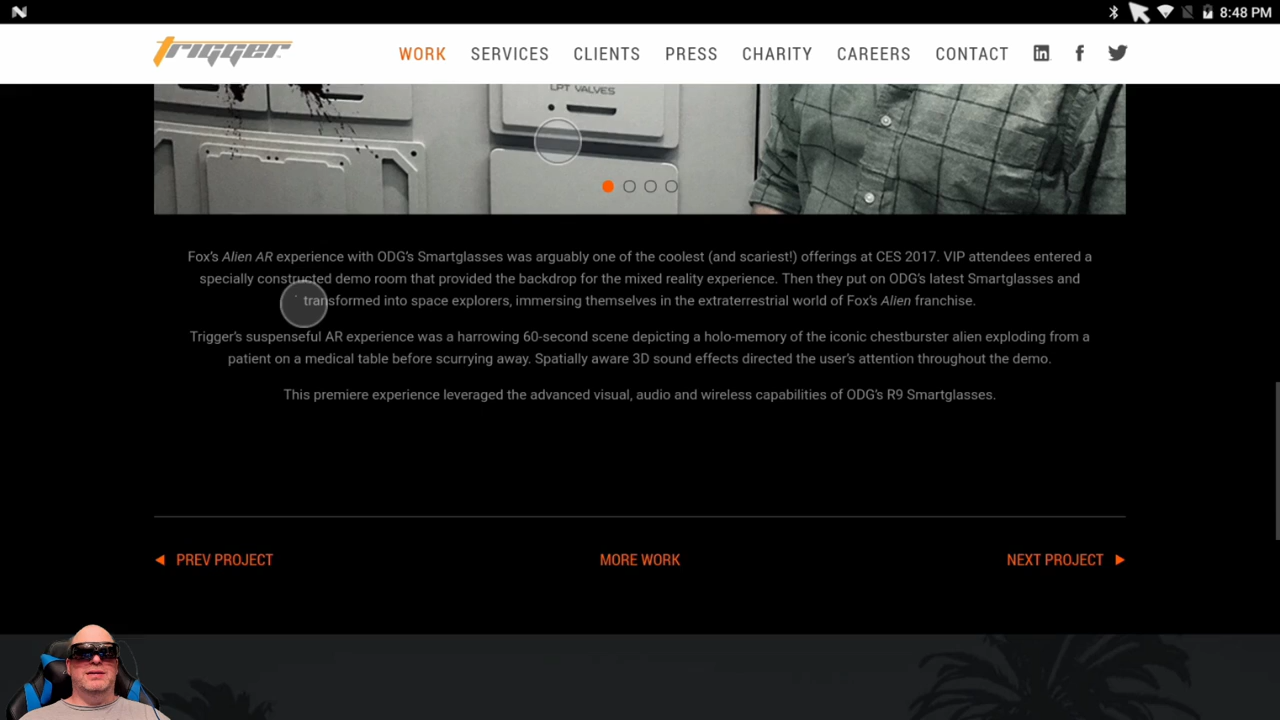 8:48 PM
trigger
WORK SERVICES CLIENTS PRESS CHARITY CAREERS CONTACT
LPT VALVES
Fox's Alien AR experience with ODG's Smartglasses was arguably one of the coolest (and scariest!) offerings at CES 2017. VIP attendees entered a
specially constructed demo room that provided the backdrop for the mixed reality experience. Then they put on ODG's latest Smartglasses and
transformed into space explorers, immersing themselves in the extraterrestrial world of Fox's Alien franchise.
Trigger's suspenseful AR experience was a harrowing 60-second scene depicting a holo-memory of the iconic chestburster alien exploding from a
patient on a medical table before scurrying away. Spatially aware 3D sound effects directed the user's attention throughout the demo.
This premiere experience leveraged the advanced visual, audio and wireless capabilities of ODG's R9 Smartglasses.
PREV PROJECT MORE WORK NEXT PROJECT